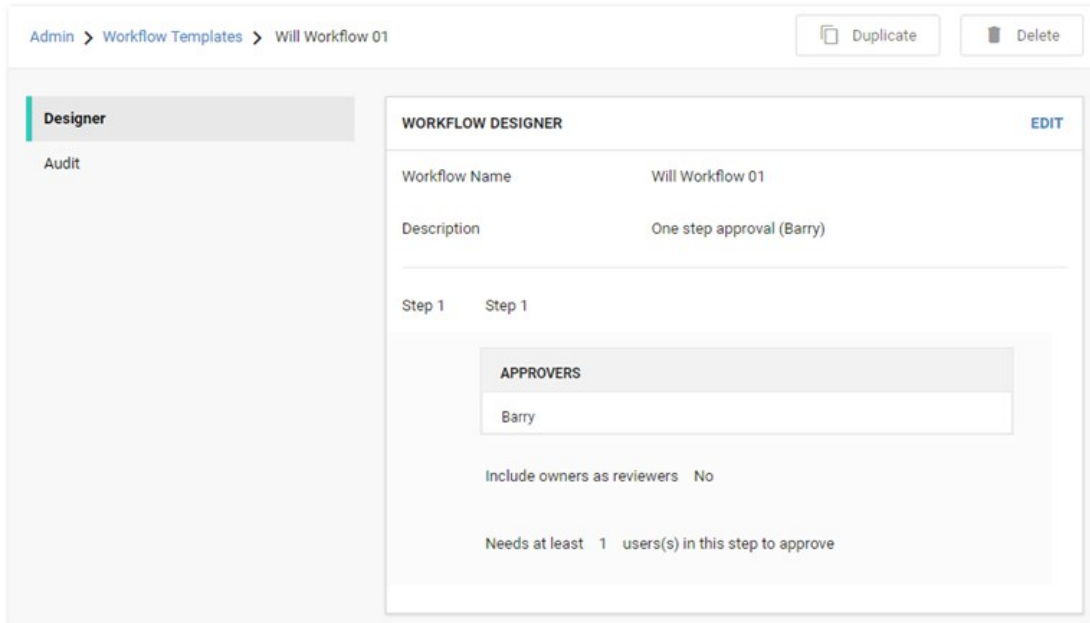 Admin > Workflow Templates > Will Workflow 01
Duplicate
Delete
Designer
Audit
WORKFLOW DESIGNER
EDIT
Workflow Name Will Workflow 01
Description One step approval (Barry)
Step 1 Step 1
APPROVERS
Barry
Include owners as reviewers No
Needs at least 1 users(s) in this step to approve